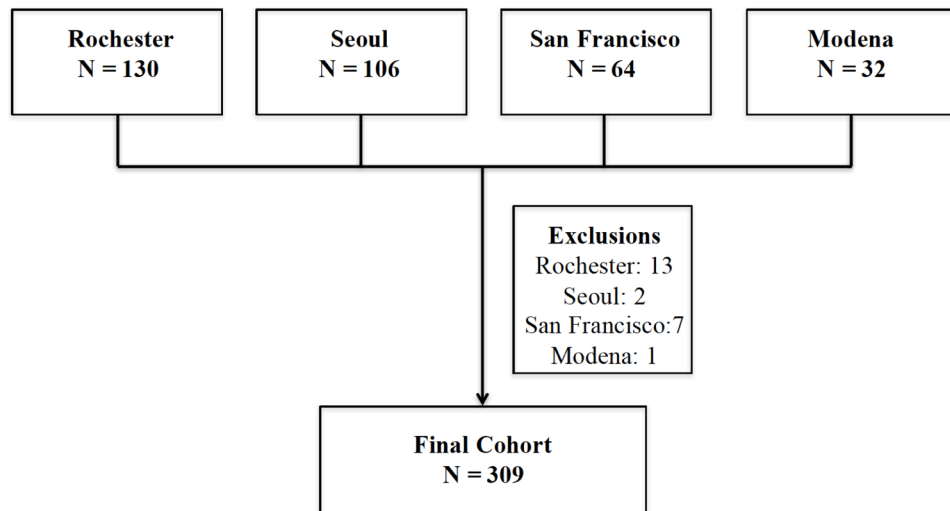 Rochester
N = 130
Seoul
N = 106
San Francisco
N = 64
Modena
N = 32
Exclusions
Rochester: 13
Seoul: 2
San Francisco:7
Modena: 1
Final Cohort
N = 309